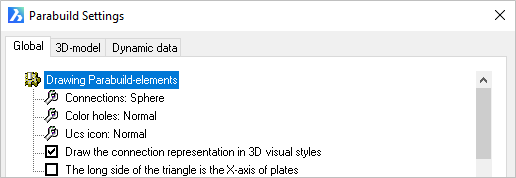 Parabuild Settings
Global 3D-model Dynamic data
Drawing Parabuild-elements
Connections: Sphere
Color holes: Normal
Ucs icon: Normal
Draw the connection representation in 3D visual styles
The long side of the triangle is the X-axis of plates